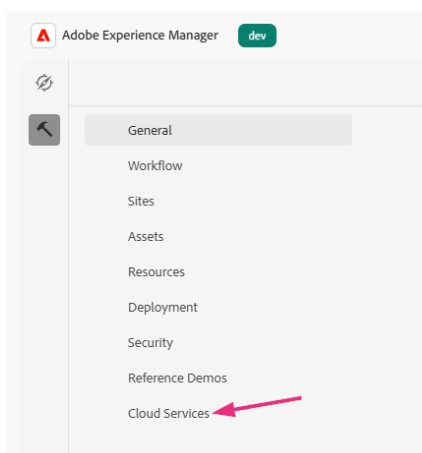 Adobe Experience Manager dev
General
Workflow
Sites
Assets
Resources
Deployment
Security
Reference Demos
Cloud Services